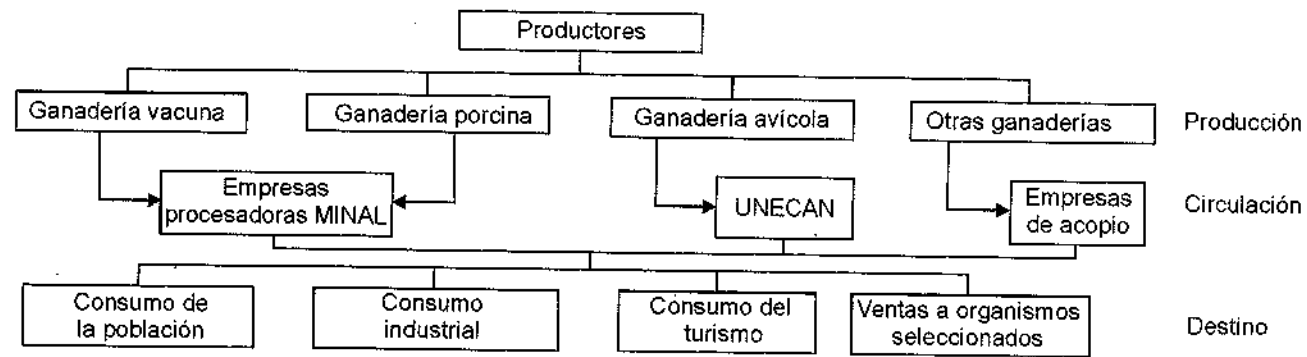 Productores
Ganadería vacuna
Ganadería porcina
Ganadería avícola
Otras ganaderías
Producción
Empresas
procesadoras MINAL
UNECAN
Empresas
de acopio
Circulación
Consumo de
la población
Consumo
industrial
Consumo del
turismo
Ventas a organismos
seleccionados
Destino